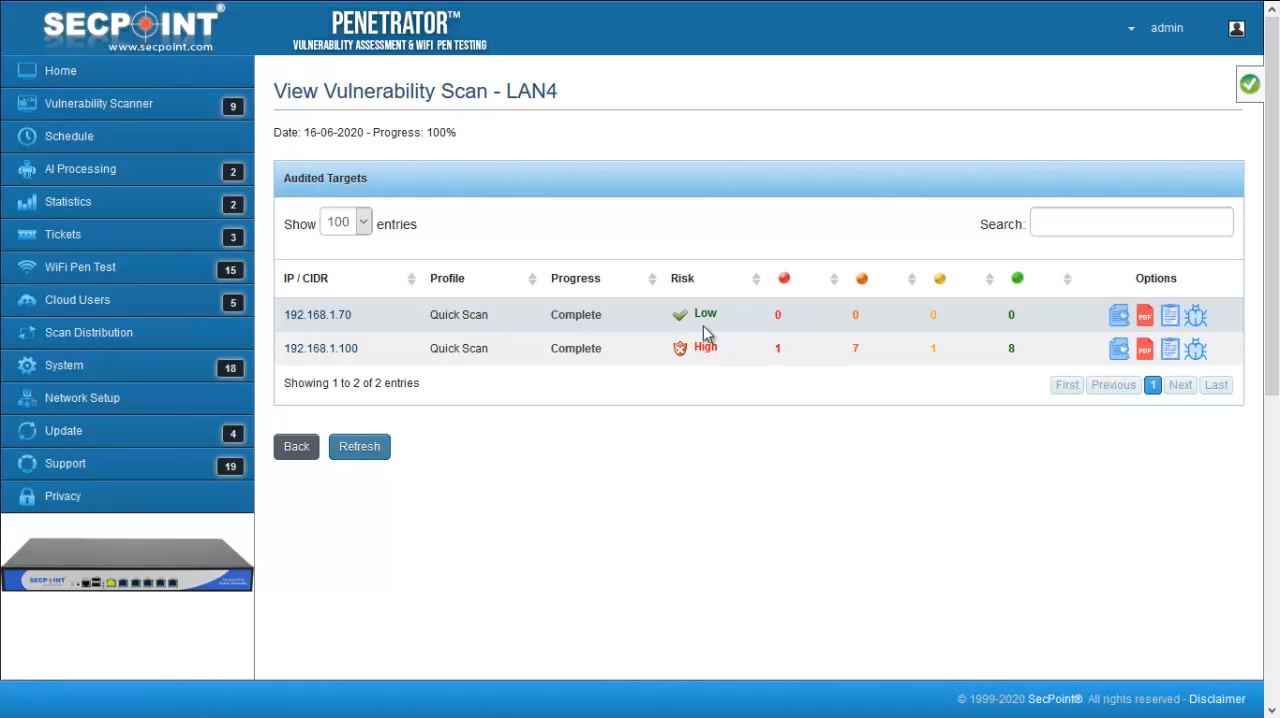 SECPOINT®
www.secpoint.com
PENETRATOR™
VULNERABILITY ASSESSMENT & WIFI PEN TESTING
admin
Home
Vulnerability Scanner 9
Schedule
AI Processing 2
Statistics 2
Tickets 3
WiFi Pen Test 15
Cloud Users 5
Scan Distribution
System 18
Network Setup
Update 4
Support 19
Privacy
SECPOINT
View Vulnerability Scan - LAN4
Date: 16-06-2020 - Progress: 100%
Audited Targets
Show 100 entries
Search:
IP / CIDR Profile Progress Risk Options
192.168.1.70 Quick Scan Complete Low 0 0 0 0 PDF
192.168.1.100 Quick Scan Complete High 1 7 1 8 PDF
Showing 1 to 2 of 2 entries
First Previous 1 Next Last
Back Refresh
© 1999-2020 SecPoint®. All rights reserved - Disclaimer